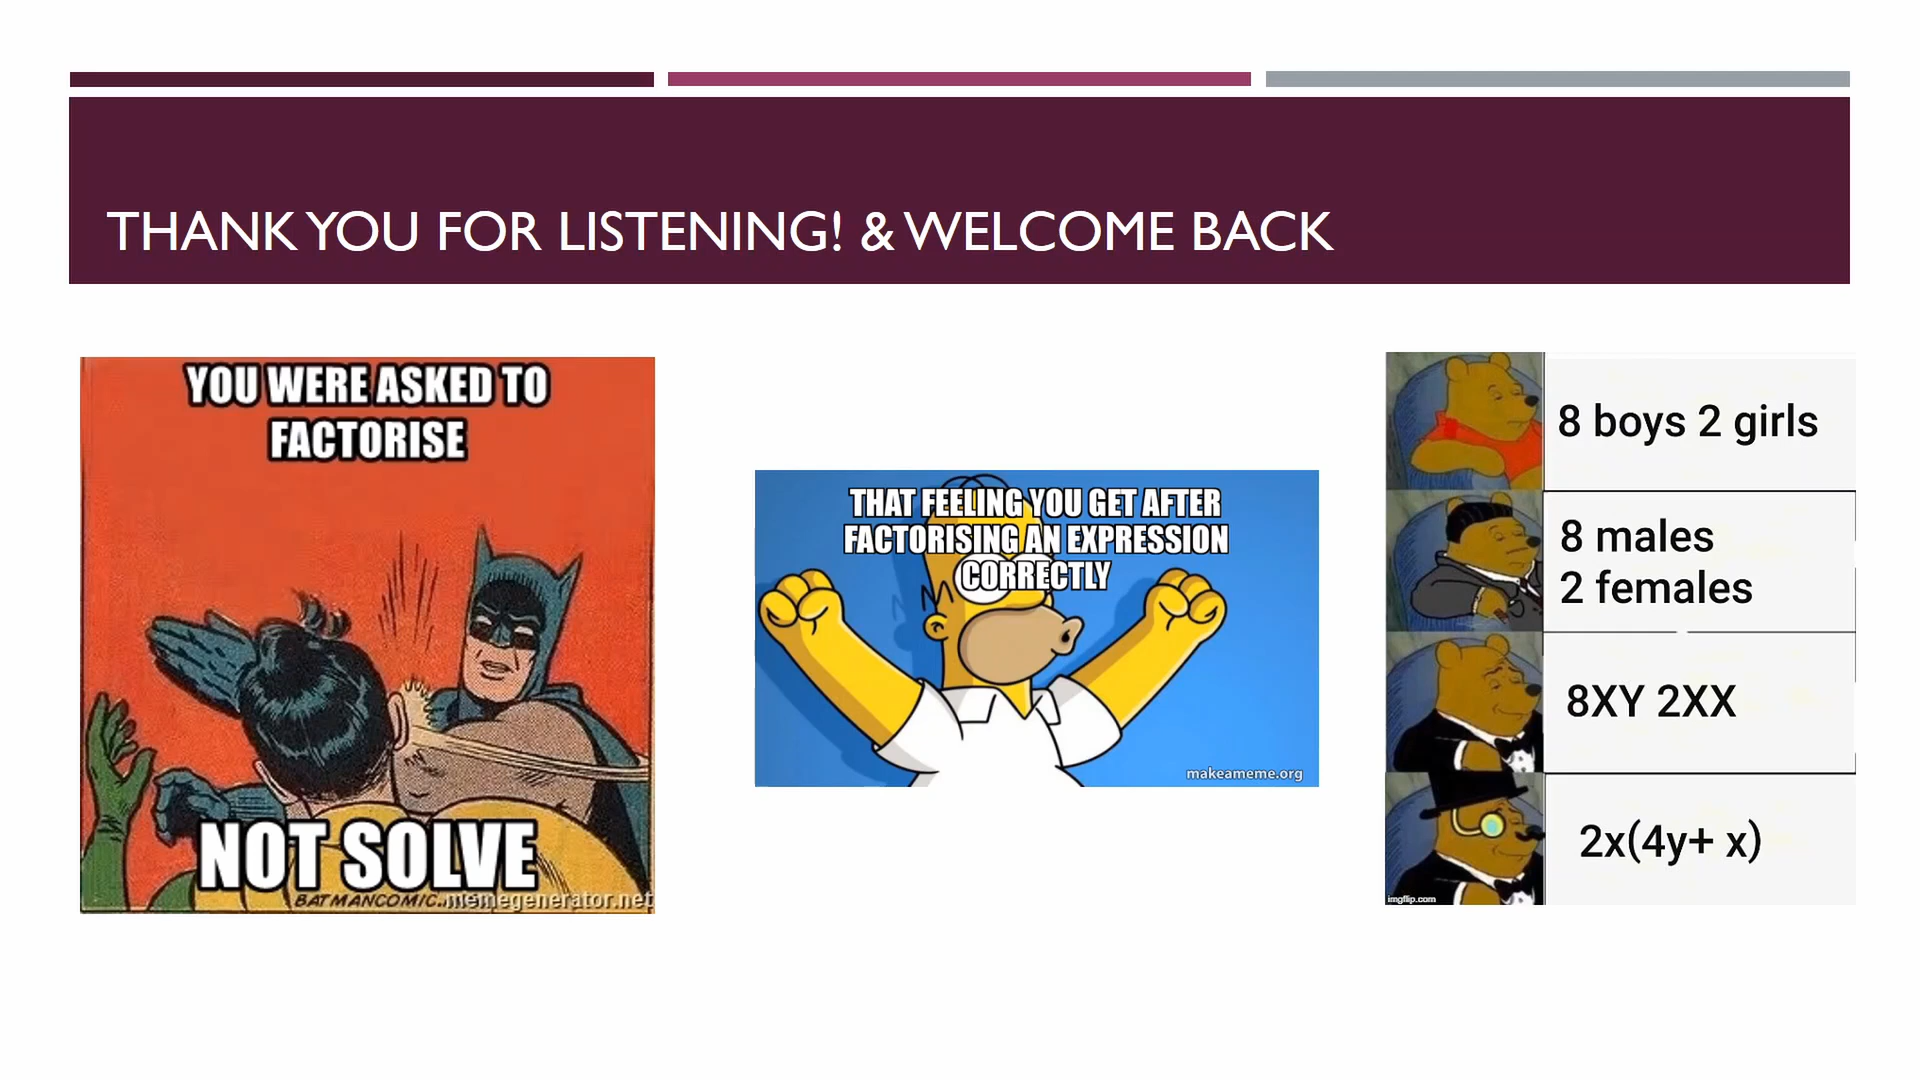 THANK YOU FOR LISTENING! & WELCOME BACK
YOU WERE ASKED TO
FACTORISE
NOT SOLVE
BATMANCOMIC.
memegenerator.net
THAT FEELING YOU GET AFTER
FACTORISING AN EXPRESSION
CORRECTLY
makeameme.org
8 boys 2 girls
8 males
2 females
8XY 2XX
2x(4y+ x)
imgflip.com